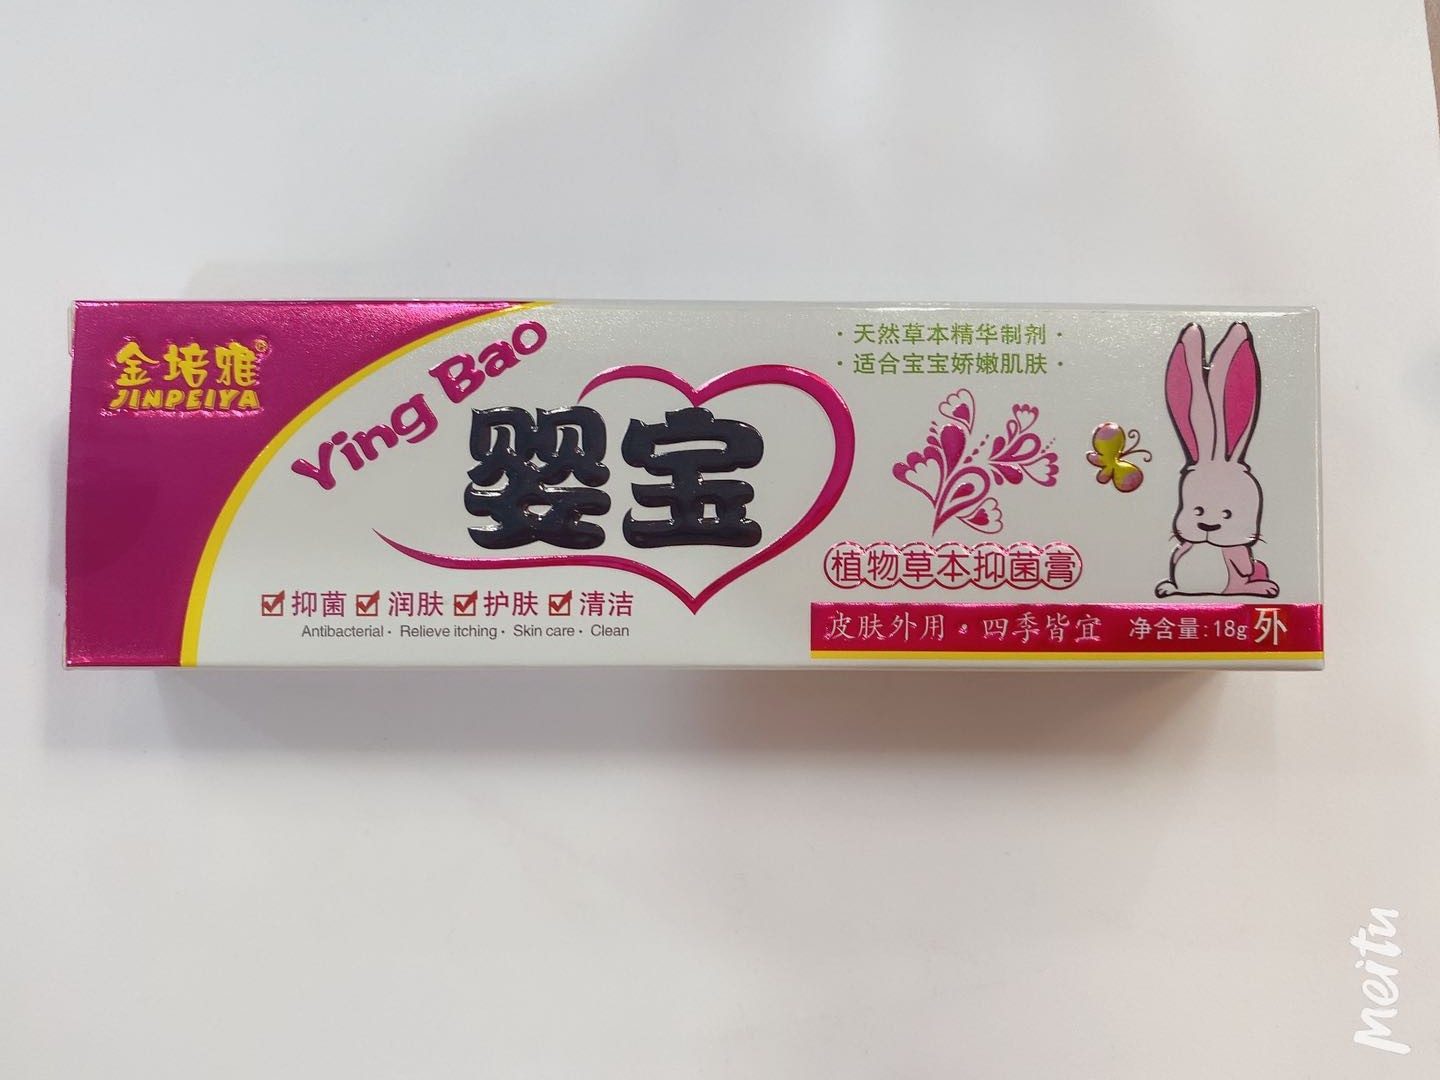 金培雅®
JINPEIYA
Ying Bao
婴宝
·天然草本精华制剂·
·适合宝宝娇嫩肌肤·
植物草本抑菌膏
抑菌 润肤 护肤 清洁
Antibacterial · Relieve itching · Skin care · Clean
皮肤外用·四季皆宜 净含量:18g 外
meitu